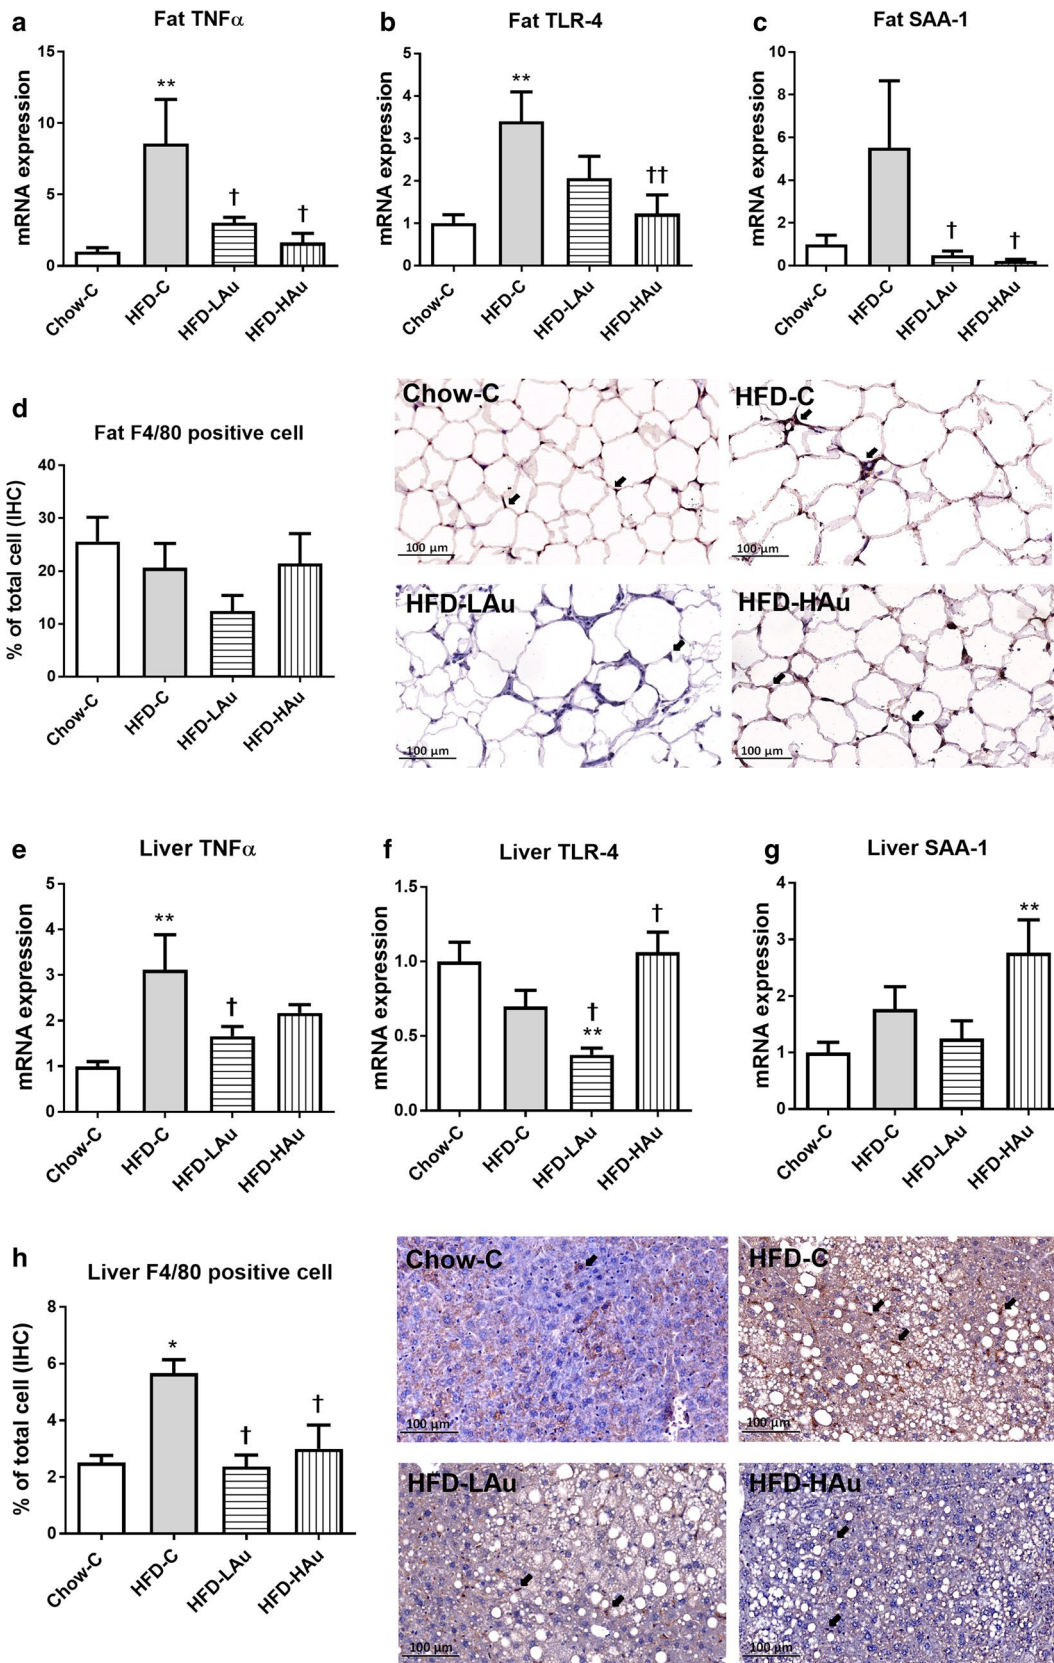 a
Fat TNFα
mRNA expression
15
10
5
0
**
†
†
Chow-C
HFD-C
HFD-LAu
HFD-HAu
b
Fat TLR-4
mRNA expression
5
4
3
2
1
0
**
††
Chow-C
HFD-C
HFD-LAu
HFD-HAu
c
Fat SAA-1
mRNA expression
10
8
6
4
2
0
†
†
Chow-C
HFD-C
HFD-LAu
HFD-HAu
d
Fat F4/80 positive cell
% of total cell (IHC)
40
30
20
10
0
Chow-C
HFD-C
HFD-LAu
HFD-HAu
Chow-C
100 µm
HFD-C
100 µm
HFD-LAu
100 µm
HFD-HAu
100 µm
e
Liver TNFα
mRNA expression
5
4
3
2
1
0
**
†
Chow-C
HFD-C
HFD-LAu
HFD-HAu
f
Liver TLR-4
mRNA expression
1.5
1.0
0.5
0.0
†
**
†
Chow-C
HFD-C
HFD-LAu
HFD-HAu
g
Liver SAA-1
mRNA expression
4
3
2
1
0
**
Chow-C
HFD-C
HFD-LAu
HFD-HAu
h
Liver F4/80 positive cell
% of total cell (IHC)
8
6
4
2
0
*
†
†
Chow-C
HFD-C
HFD-LAu
HFD-HAu
Chow-C
100 µm
HFD-C
100 µm
HFD-LAu
100 µm
HFD-HAu
100 µm